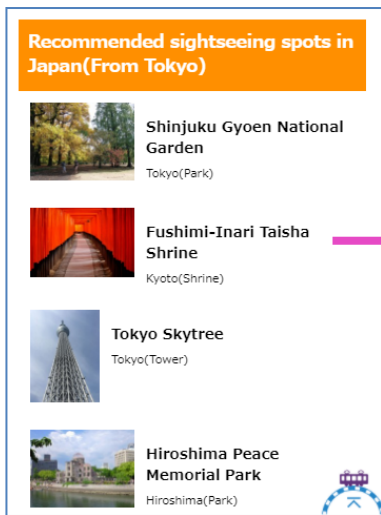 Recommended sightseeing spots in
Japan(From Tokyo)
Shinjuku Gyoen National
Garden
Tokyo(Park)
Fushimi-Inari Taisha
Shrine
Kyoto(Shrine)
Tokyo Skytree
Tokyo(Tower)
Hiroshima Peace
Memorial Park
Hiroshima(Park)